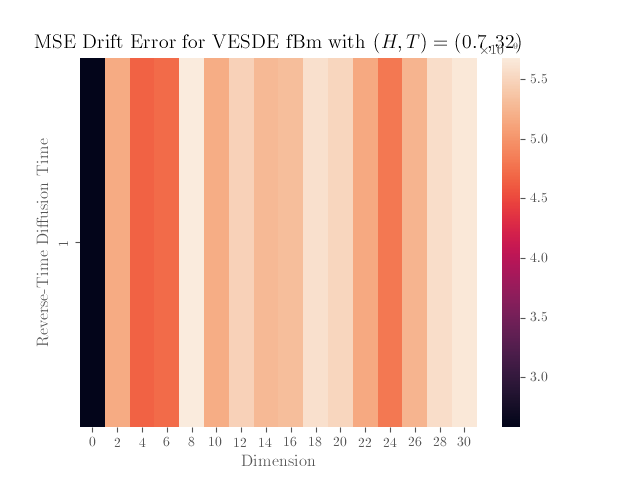 MSE Drift Error for VESDE fBm with (H, T) = (0.7, 32)
5.5
5.0
4.5
4.0
3.5
3.0
Reverse-Time Diffusion Time
1
0 2 4 6 8 10 12 14 16 18 20 22 24 26 28 30
Dimension